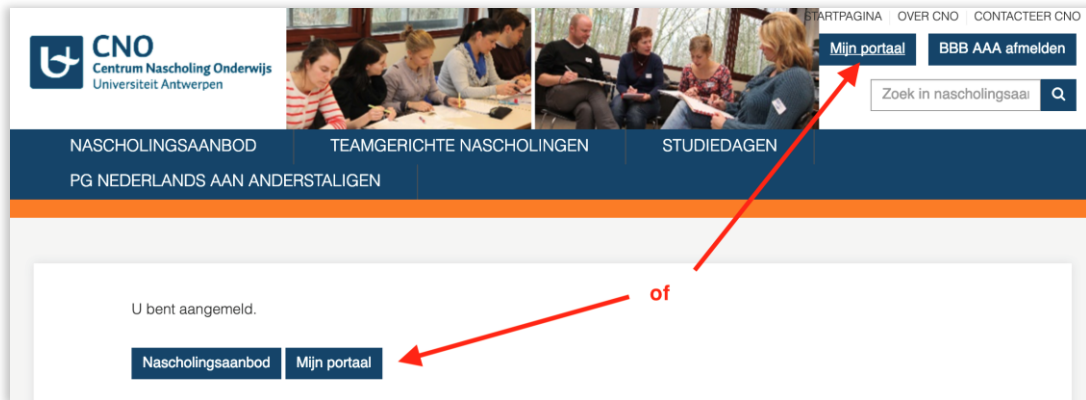 STARTPAGINA OVER CNO CONTACTEER CNO
CNO
Centrum Nascholing Onderwijs
Universiteit Antwerpen
Mijn portaal
BBB AAA afmelden
Zoek in nascholingsaa
NASCHOLINGSAANBOD
TEAMGERICHTE NASCHOLINGEN
STUDIEDAGEN
PG NEDERLANDS AAN ANDERSTALIGEN
of
U bent aangemeld.
Nascholingsaanbod
Mijn portaal